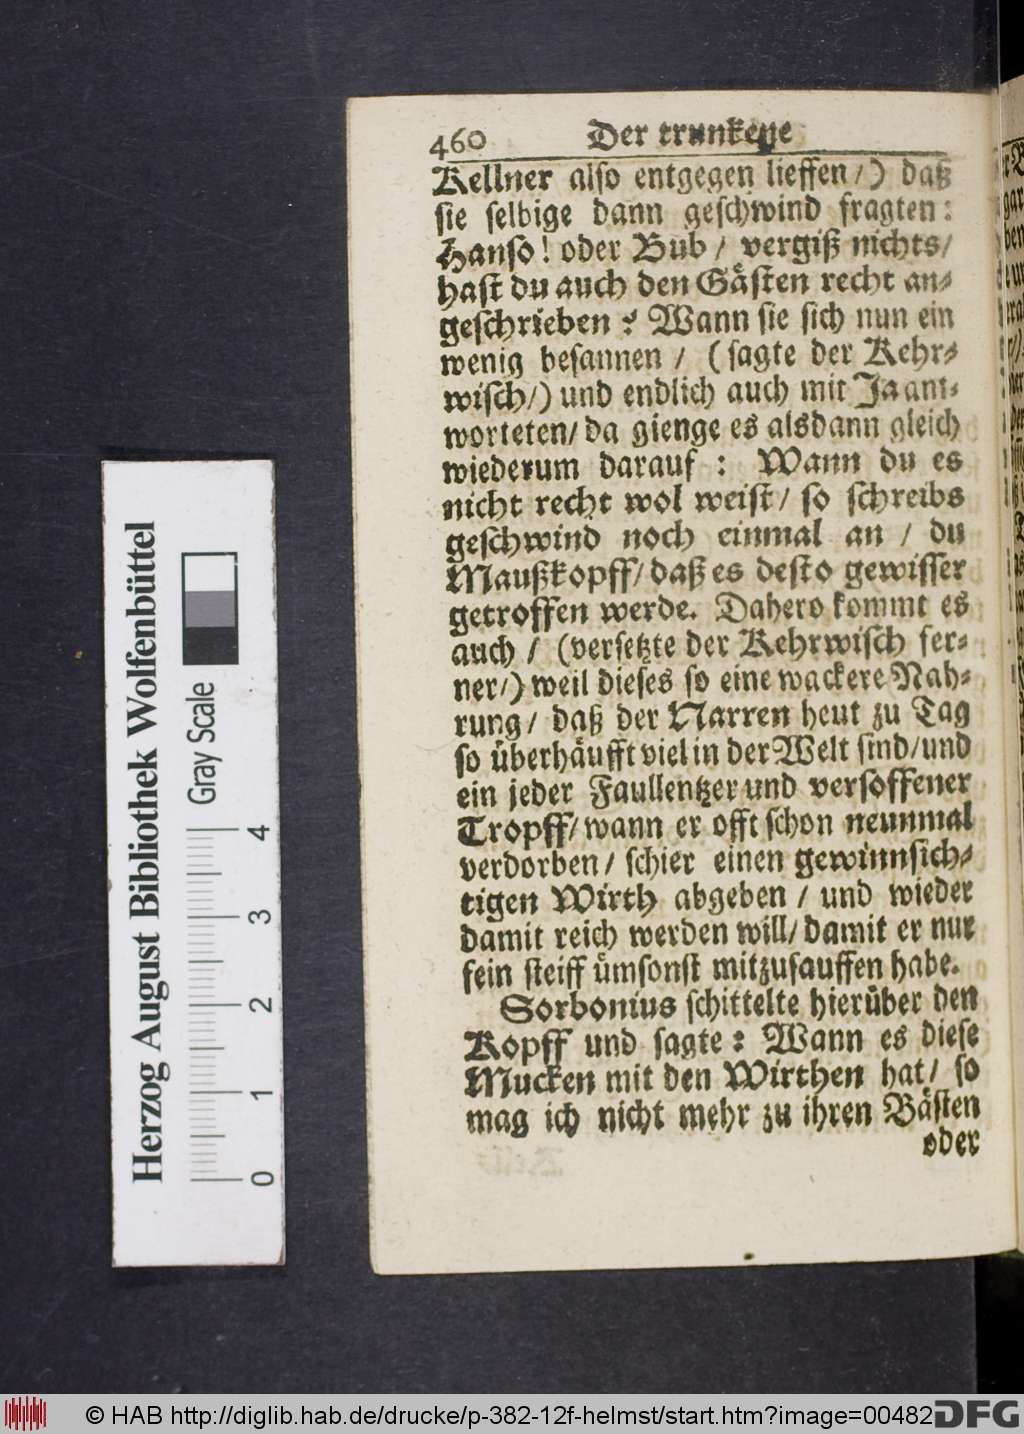 460 Der trunkene
Kellner also entgegen lieffen/) daß
sie selbige dann geschwind fragten:
Hanso! oder Bub / vergiß nichts/
hast du auch den Gästen recht an-
geschrieben? Wann sie sich nun ein
wenig besannen / (sagte der Kehr-
wisch/) und endlich auch mit Ja ant-
worteten/ da gienge es alsdann gleich
wiederum darauf : Wann du es
nicht recht wol weist/ so schreibs
geschwind noch einmal an / du
Maußkopff/ daß es desto gewisser
getroffen werde. Dahero kommt es
auch / (versetzte der Kehrwisch fer-
ner/) weil dieses so eine wackere Nah-
rung/ daß der Narren heut zu Tag
so überhäufft viel in der Welt sind/ und
ein jeder Faullentzer und versoffener
Tropff/ wann er offt schon neunmal
verdorben/ schier einen gewinnsich-
tigen Wirth abgeben / und wieder
damit reich werden will/ damit er nur
fein steiff ümsonst mitzusauffen habe.
Sorbonius schittelte hierüber den
Kopff und sagte: Wann es diese
Mucken mit den Wirthen hat/ so
mag ich nicht mehr zu ihren Bästen
oder
Herzog August Bibliothek Wolfenbüttel
Gray Scale
0 1 2 3 4
© HAB http://diglib.hab.de/drucke/p-382-12f-helmst/start.htm?image=00482
DFG